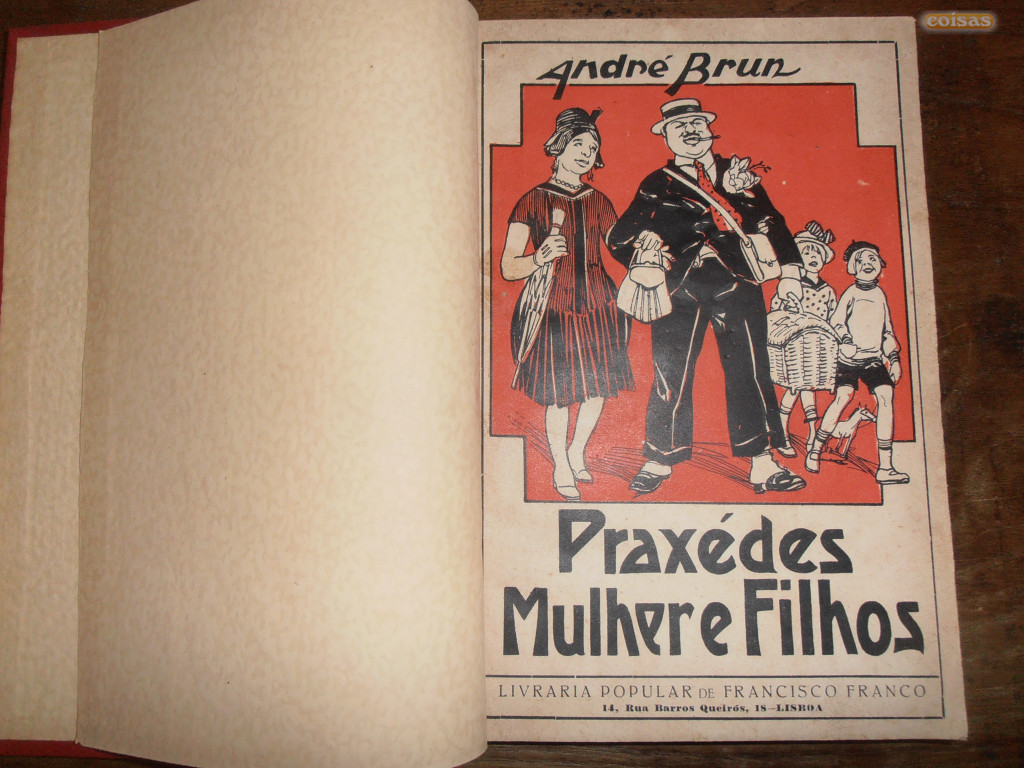 coisas
André Brun
Praxédes
Mulher e Filhos
LIVRARIA POPULAR DE FRANCISCO FRANCO
14, Rua Barros Queirós, 18—LISBOA